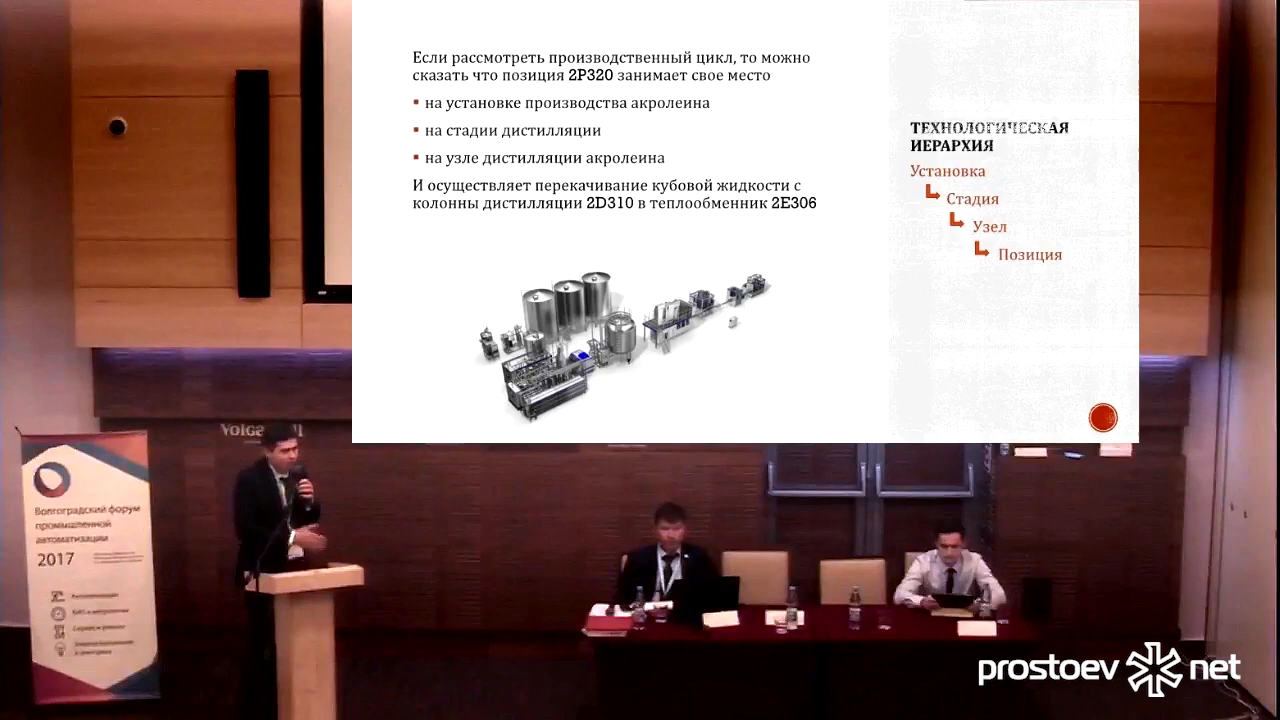 Если рассмотреть производственный цикл, то можно
сказать что позиция 2P320 занимает свое место
на установке производства акролеина
на стадии дистилляции
на узле дистилляции акролеина
И осуществляет перекачивание кубовой жидкости с
колонны дистилляции 2D310 в теплообменник 2E306
ТЕХНОЛОГИЧЕСКАЯ
ИЕРАРХИЯ
Установка
Стадия
Узел
Позиция
Волгоградский форум
промышленной
автоматизации
2017
prostoev net